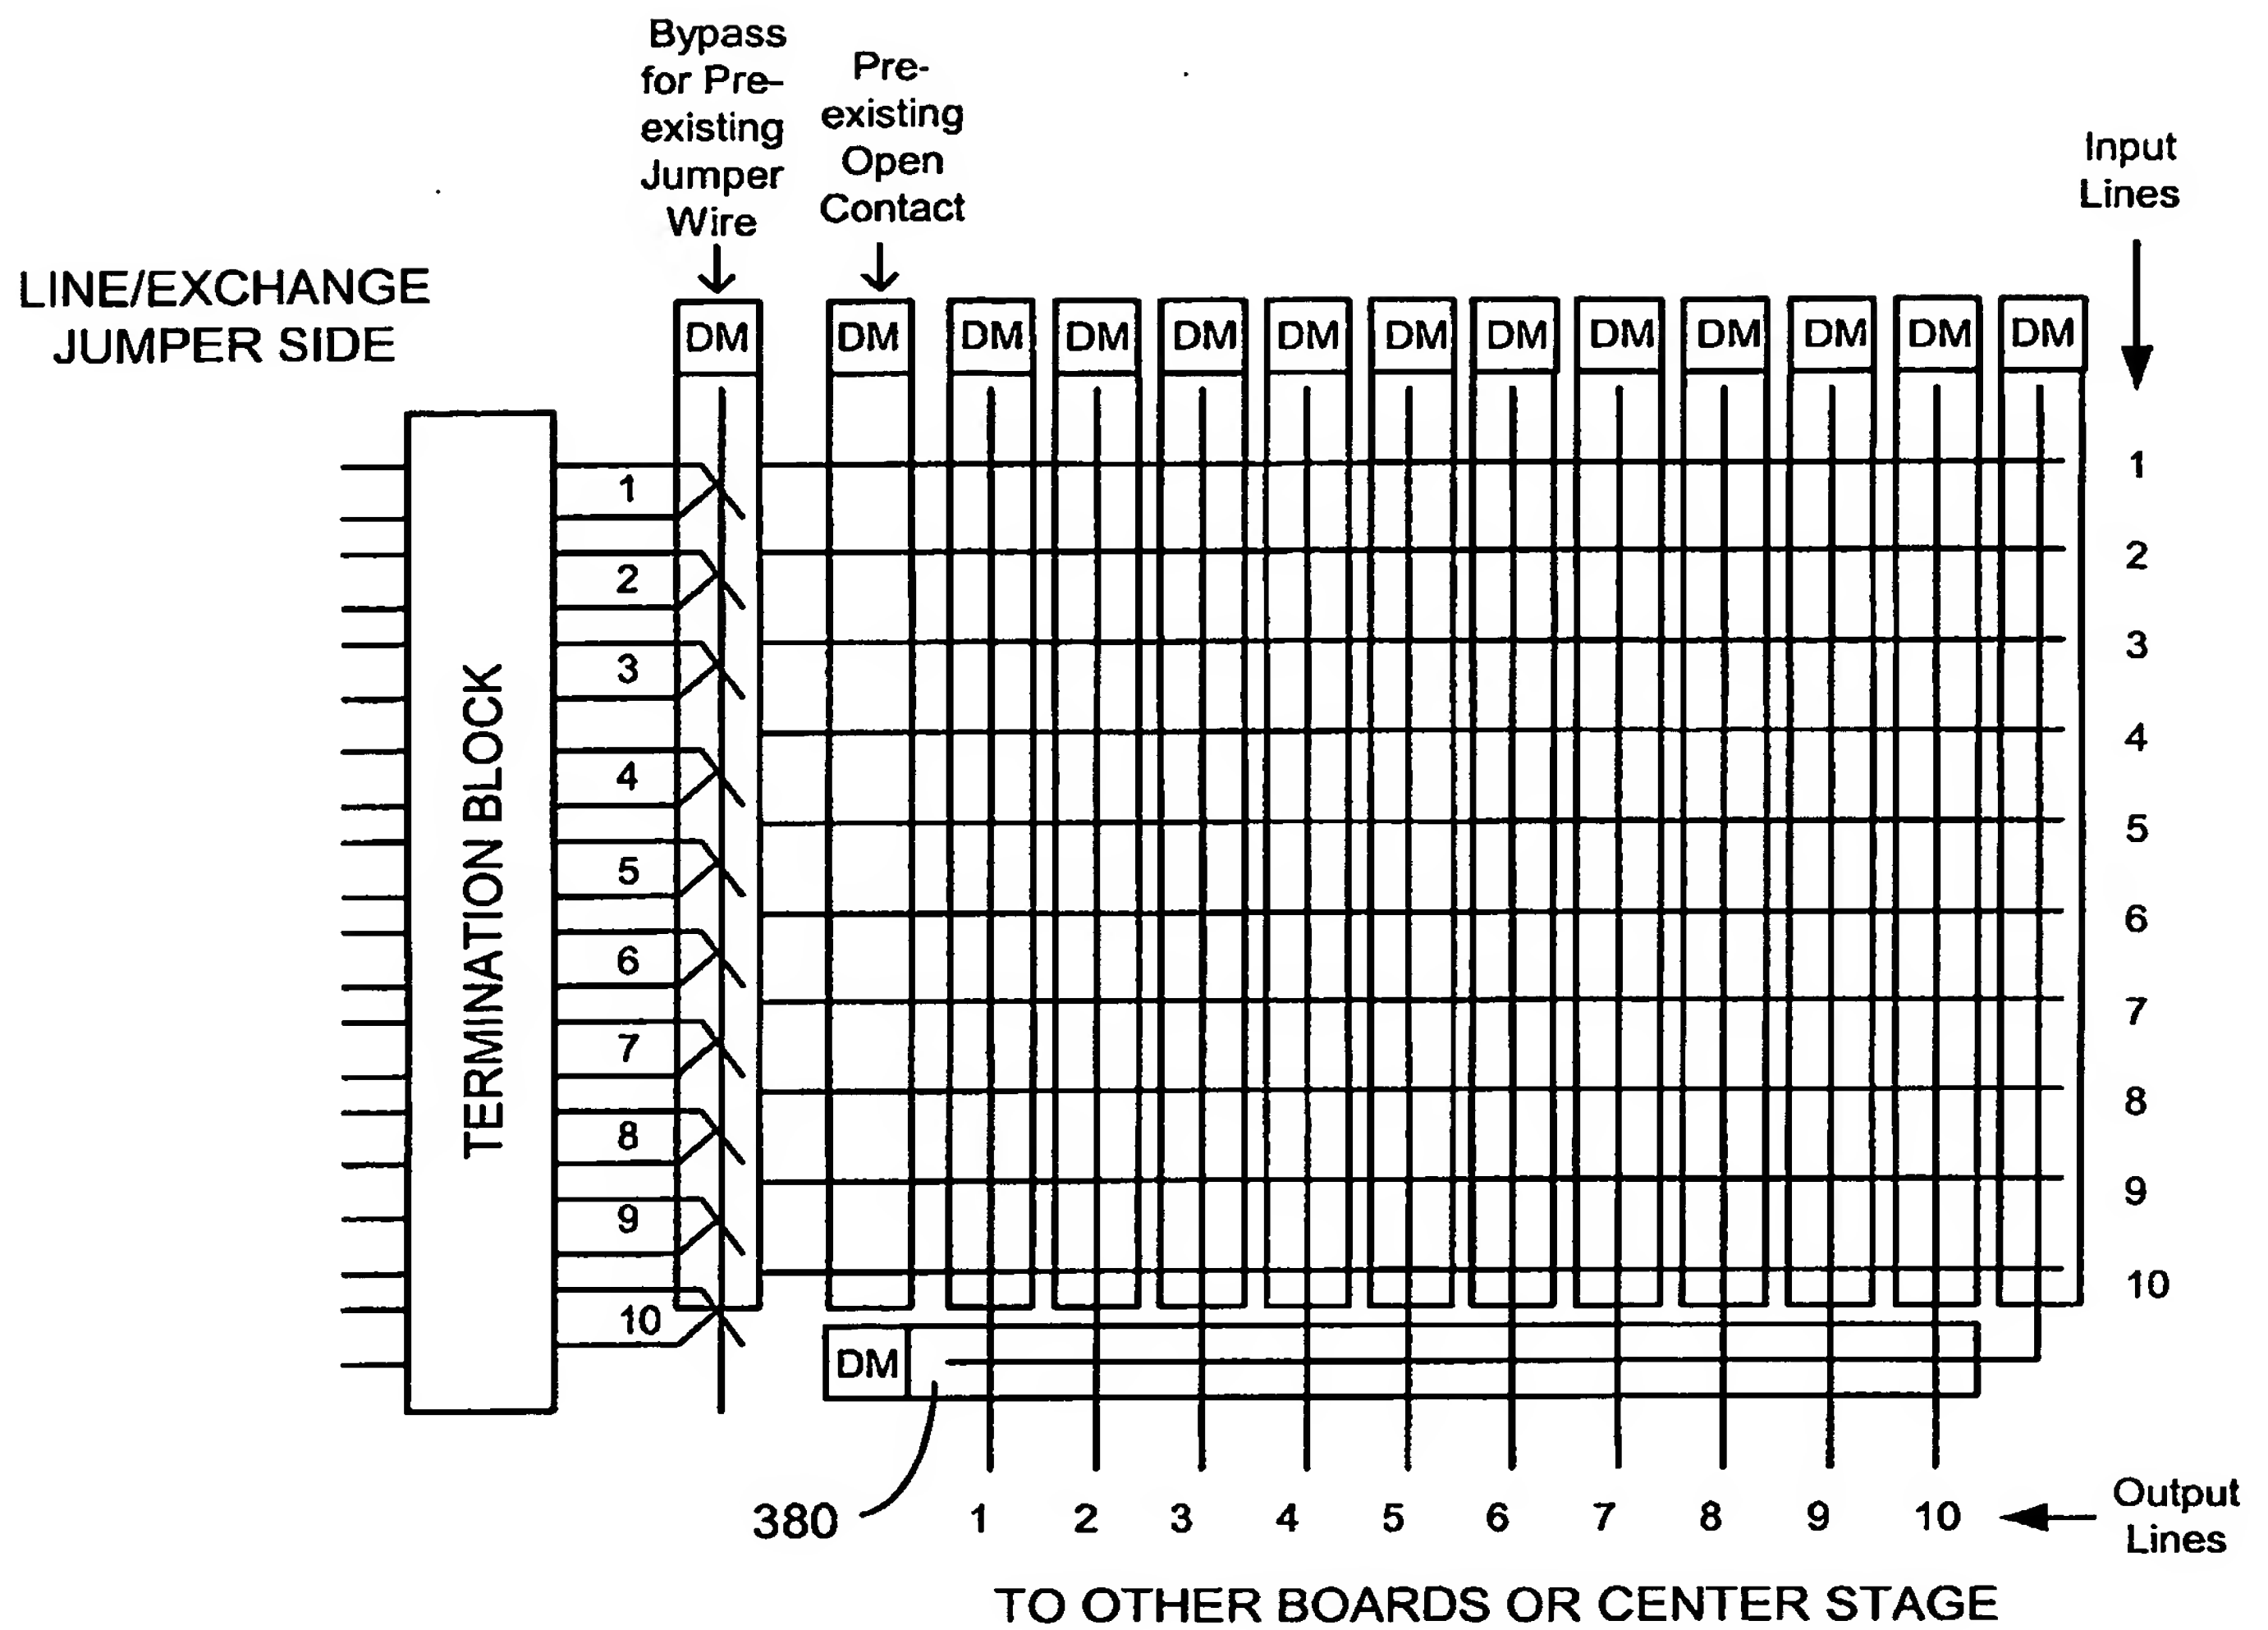 Bypass
for Pre-
existing
Jumper
Wire
Pre-
existing
Open
Contact
Input
Lines
LINE/EXCHANGE
JUMPER SIDE
DM DM DM DM DM DM DM DM DM DM DM DM DM
TERMINATION BLOCK
1
2
3
4
5
6
7
8
9
10
1
2
3
4
5
6
7
8
9
10
DM
380
1 2 3 4 5 6 7 8 9 10
Output
Lines
TO OTHER BOARDS OR CENTER STAGE